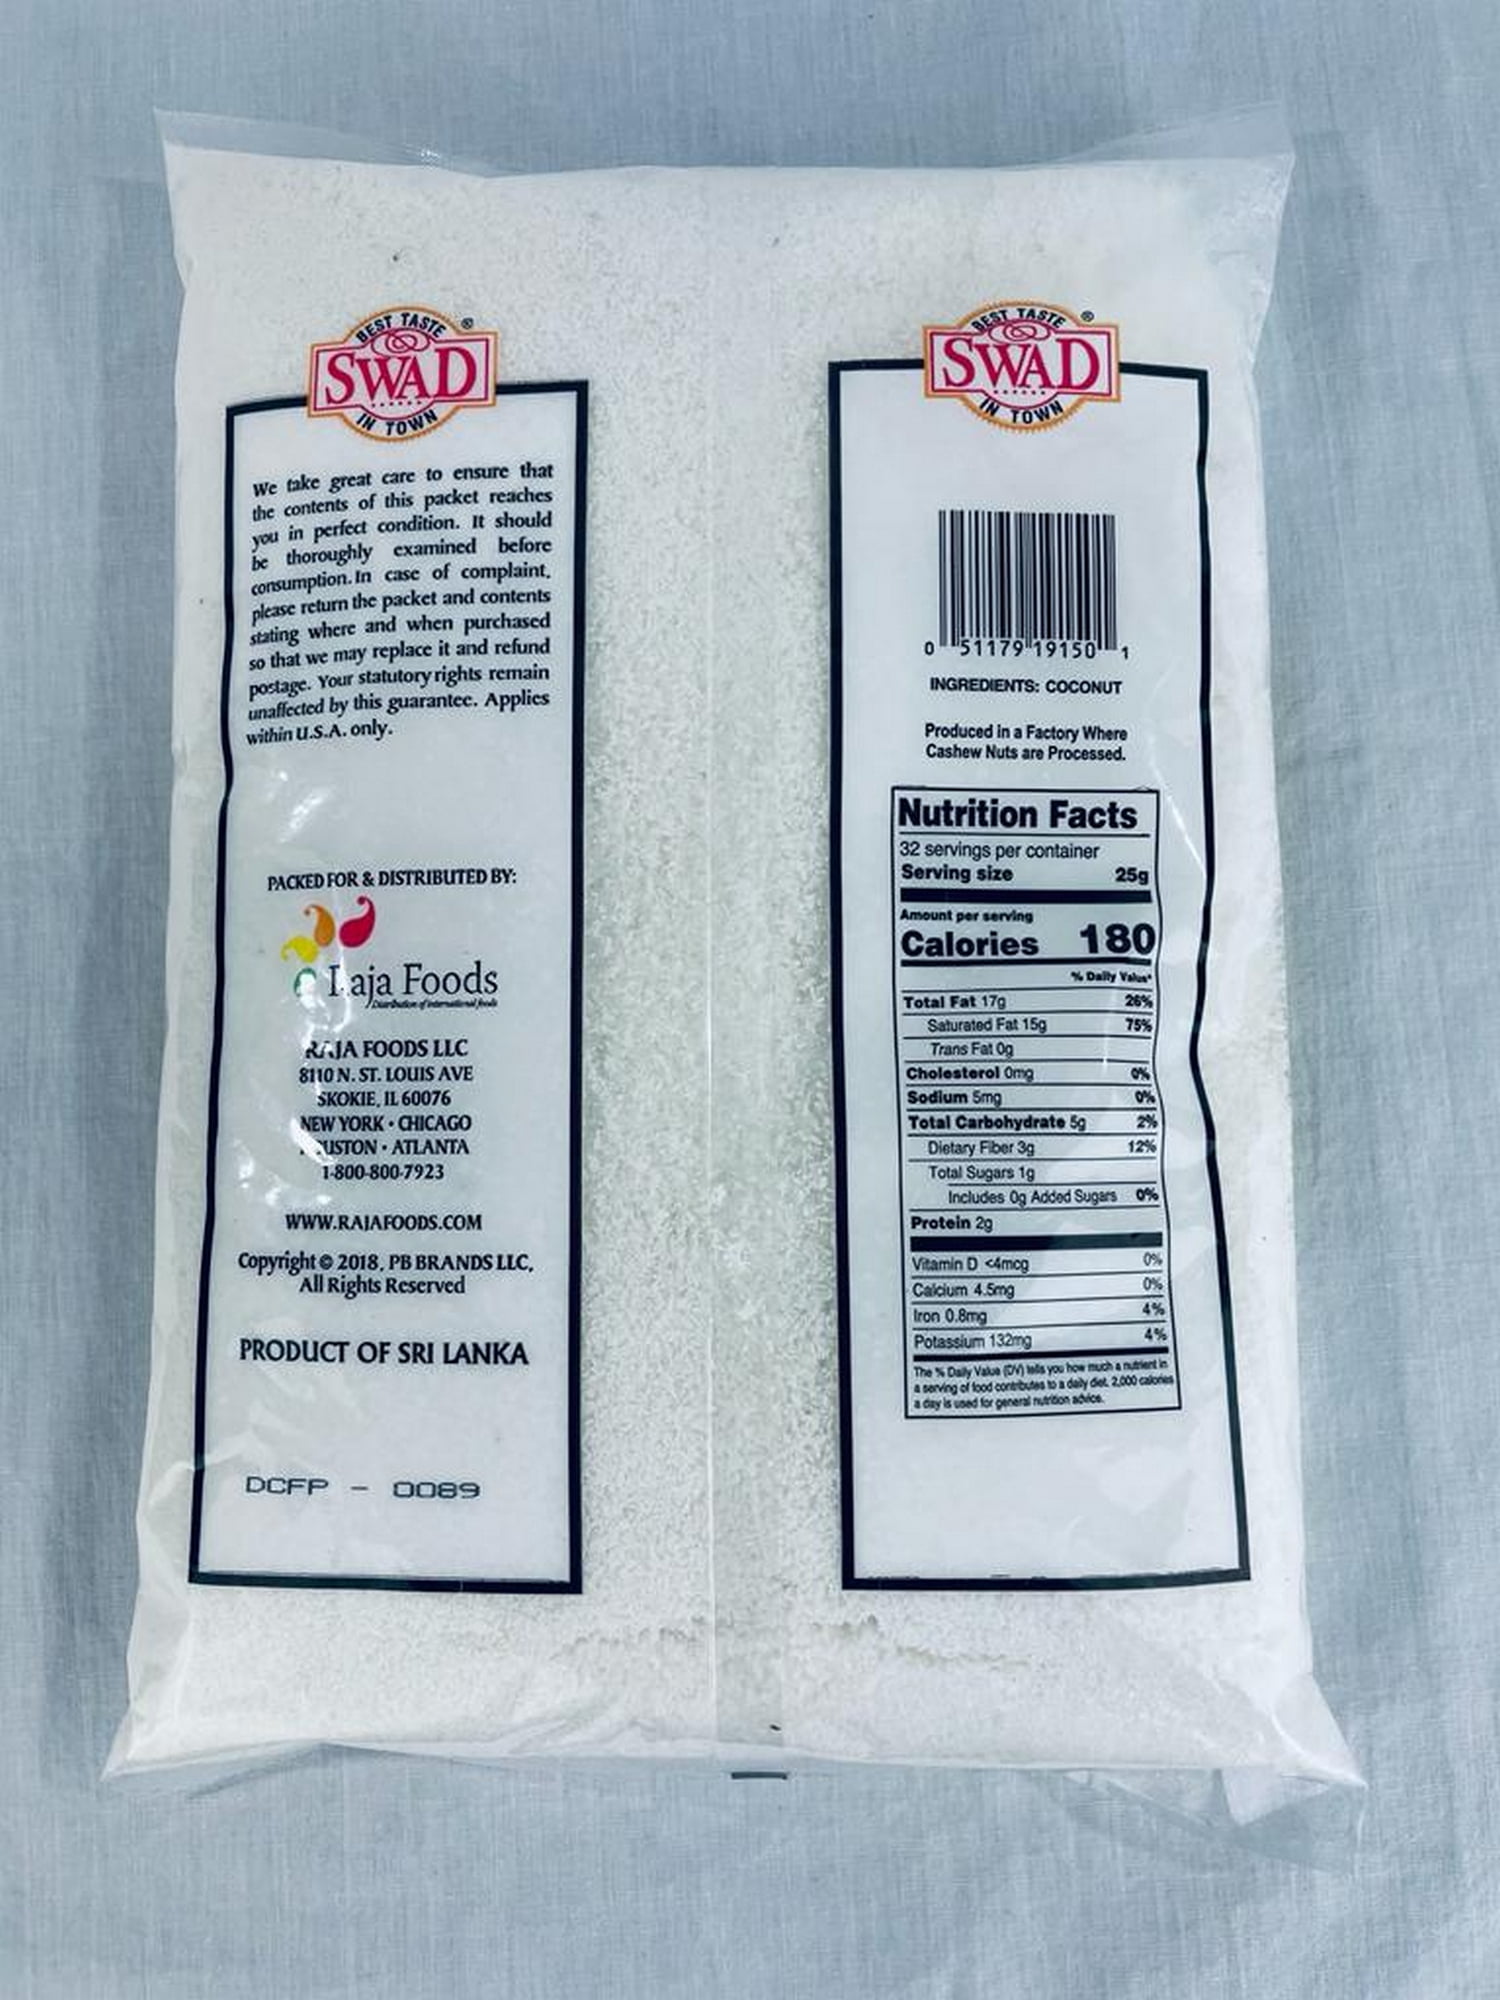 BEST TASTE ®
SWAD
IN TOWN
We take great care to ensure that
the contents of this packet reaches
you in perfect condition. It should
be thoroughly examined before
consumption. In case of complaint,
please return the packet and contents
stating where and when purchased
so that we may replace it and refund
postage. Your statutory rights remain
unaffected by this guarantee. Applies
within U.S.A. only.
PACKED FOR & DISTRIBUTED BY:
Raja Foods
Distribution of international foods
RAJA FOODS LLC
8110 N. ST. LOUIS AVE
SKOKIE, IL 60076
NEW YORK • CHICAGO
HOUSTON • ATLANTA
1-800-800-7923
WWW.RAJAFOODS.COM
Copyright © 2018, PB BRANDS LLC,
All Rights Reserved
PRODUCT OF SRI LANKA
DCFP - 0089
BEST TASTE ®
SWAD
IN TOWN
0 51179 19150 1
INGREDIENTS: COCONUT
Produced in a Factory Where
Cashew Nuts are Processed.
Nutrition Facts
32 servings per container
Serving size 25g
Amount per serving
Calories 180
% Daily Value*
Total Fat 17g 26%
Saturated Fat 15g 75%
Trans Fat 0g
Cholesterol 0mg 0%
Sodium 5mg 0%
Total Carbohydrate 5g 2%
Dietary Fiber 3g 12%
Total Sugars 1g
Includes 0g Added Sugars 0%
Protein 2g
Vitamin D <4mcg 0%
Calcium 4.5mg 0%
Iron 0.8mg 4%
Potassium 132mg 4%
The % Daily Value (DV) tells you how much a nutrient in
a serving of food contributes to a daily diet. 2,000 calories
a day is used for general nutrition advice.